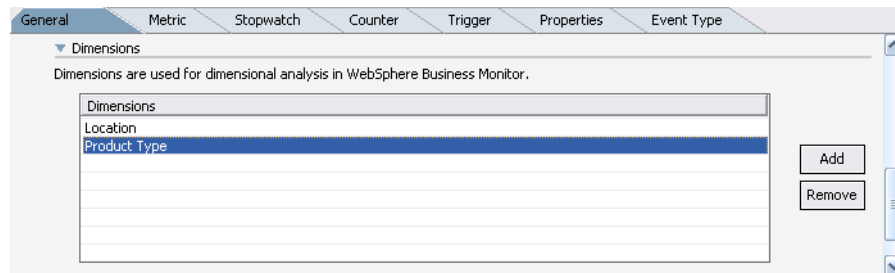 General Metric Stopwatch Counter Trigger Properties Event Type
Dimensions
Dimensions are used for dimensional analysis in WebSphere Business Monitor.
Dimensions
Location
Product Type
Add
Remove